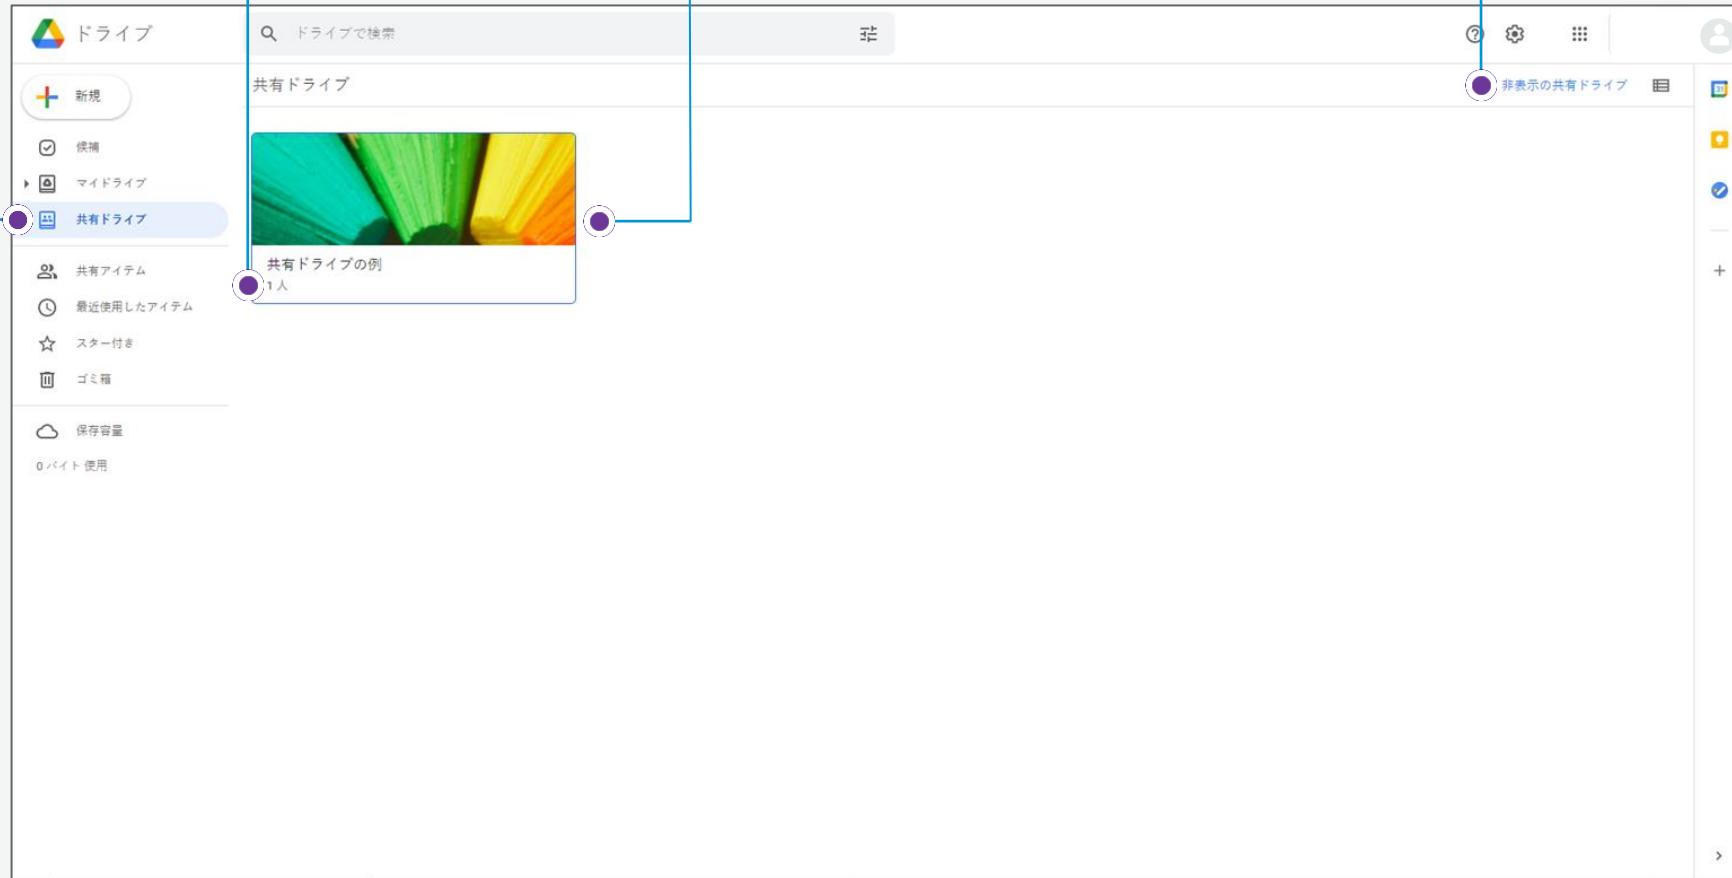 ドライブ
ドライブで検索
新規
共有ドライブ
非表示の共有ドライブ
候補
マイドライブ
共有ドライブ
共有ドライブの例
1 人
共有アイテム
最近使用したアイテム
スター付き
ゴミ箱
保存容量
0 バイト 使用
31